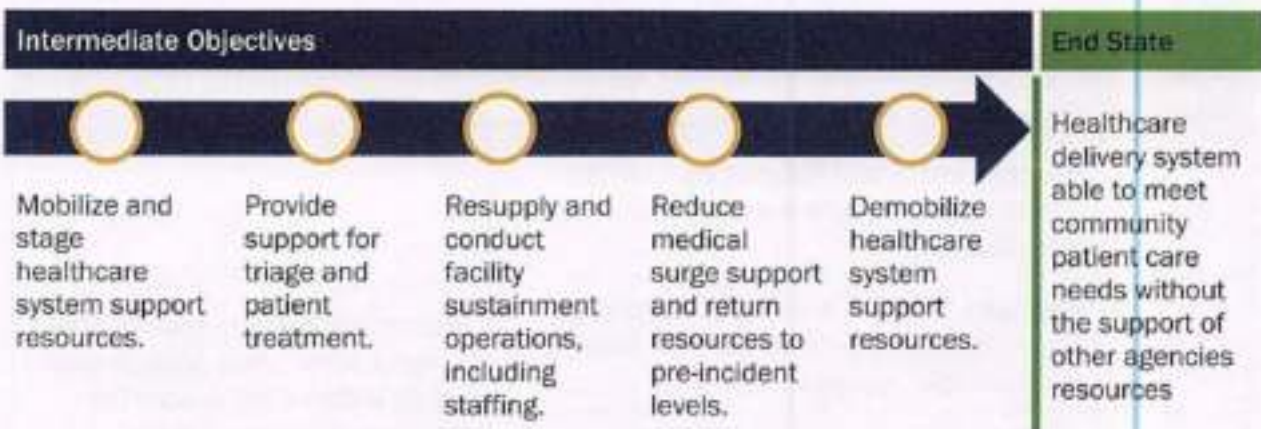 Intermediate Objectives
End State
Mobilize and
stage
healthcare
system support
resources.
Provide
support for
triage and
patient
treatment.
Resupply and
conduct
facility
sustainment
operations,
including
staffing.
Reduce
medical
surge support
and return
resources to
pre-incident
levels.
Demobilize
healthcare
system
support
resources.
Healthcare
delivery system
able to meet
community
patient care
needs without
the support of
other agencies
resources